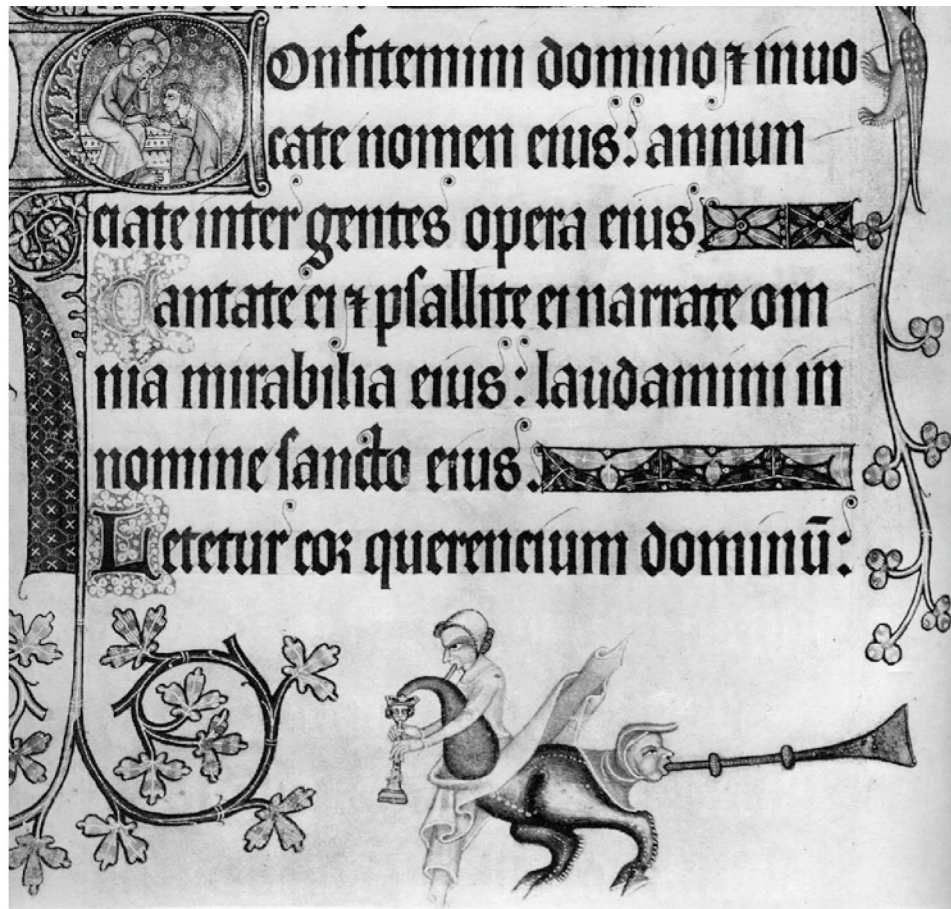 Confitemini domino ⁊ inuo
cate nomen eius: annun
ciate inter gentes opera eius.
Cantate ei ⁊ psallite ei narrate om
nia mirabilia eius: laudamini in
nomine sancto eius.
Letetur cor querencium dominū: